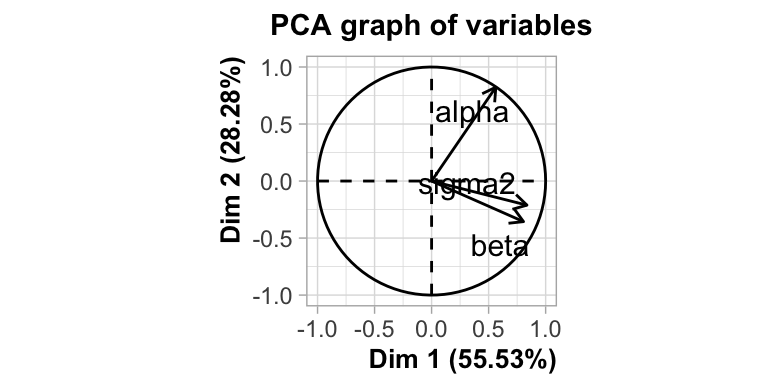 PCA graph of variables
Dim 2 (28.28%)
1.0
0.5
0.0
-0.5
-1.0
alpha
sigma2
beta
-1.0 -0.5 0.0 0.5 1.0
Dim 1 (55.53%)